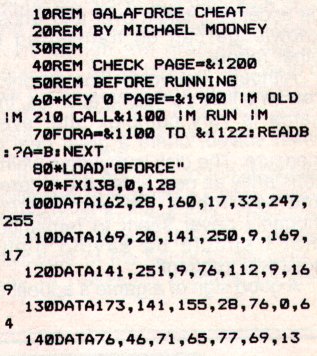 10REM GALAFORCE CHEAT
20REM BY MICHAEL MOONEY
30REM
40REM CHECK PAGE=&1200
50REM BEFORE RUNNING
60*KEY 0 PAGE=&1900 |M OLD
|M 210 CALL&1100 |M RUN |M
70FORA=&1100 TO &1122:READB
:?A=B:NEXT
80*LOAD"GFORCE"
90*FX138,0,128
100DATA162,28,160,17,32,247,
255
110DATA169,20,141,250,9,169,
17
120DATA141,251,9,76,112,9,16
9
130DATA173,141,155,28,76,0,6
4
140DATA76,46,71,65,77,69,13